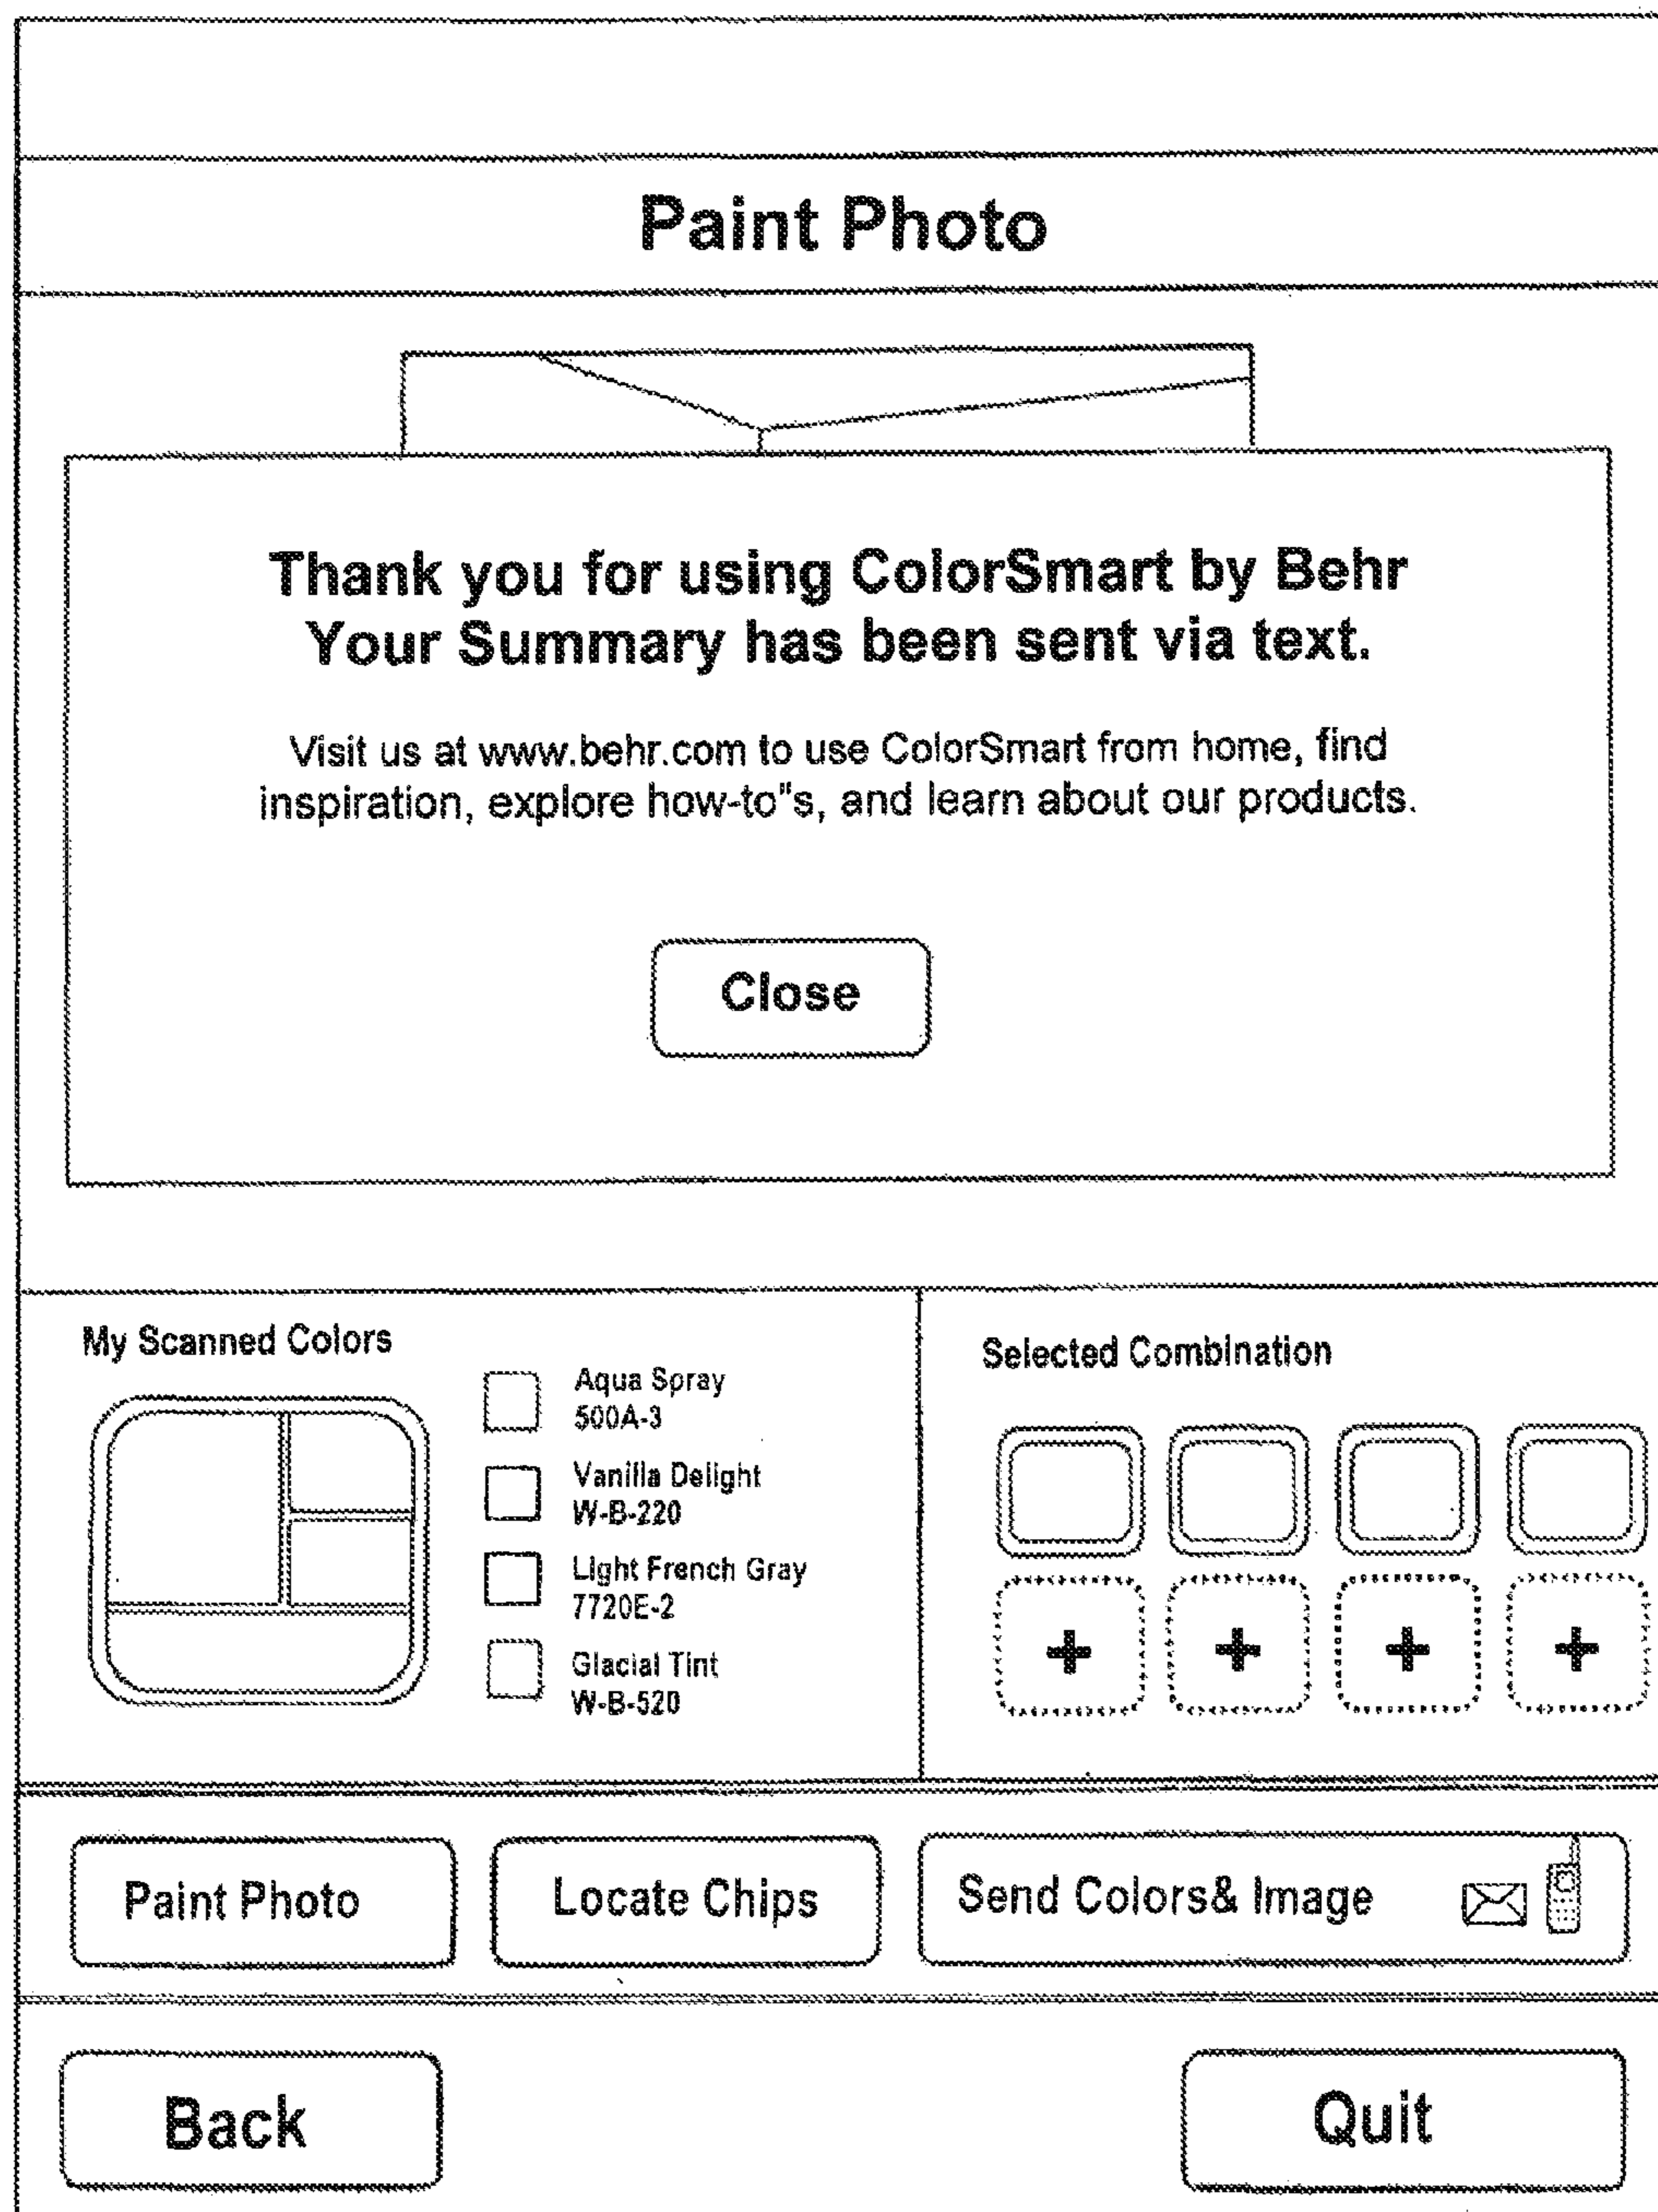 Paint Photo
Thank you for using ColorSmart by Behr
Your Summary has been sent via text.
Visit us at www.behr.com to use ColorSmart from home, find
inspiration, explore how-to"s, and learn about our products.
Close
My Scanned Colors
Aqua Spray
500A-3
Vanilla Delight
W-B-220
Light French Gray
7720E-2
Glacial Tint
W-B-520
Selected Combination
+ + + +
Paint Photo
Locate Chips
Send Colors& Image
Back
Quit